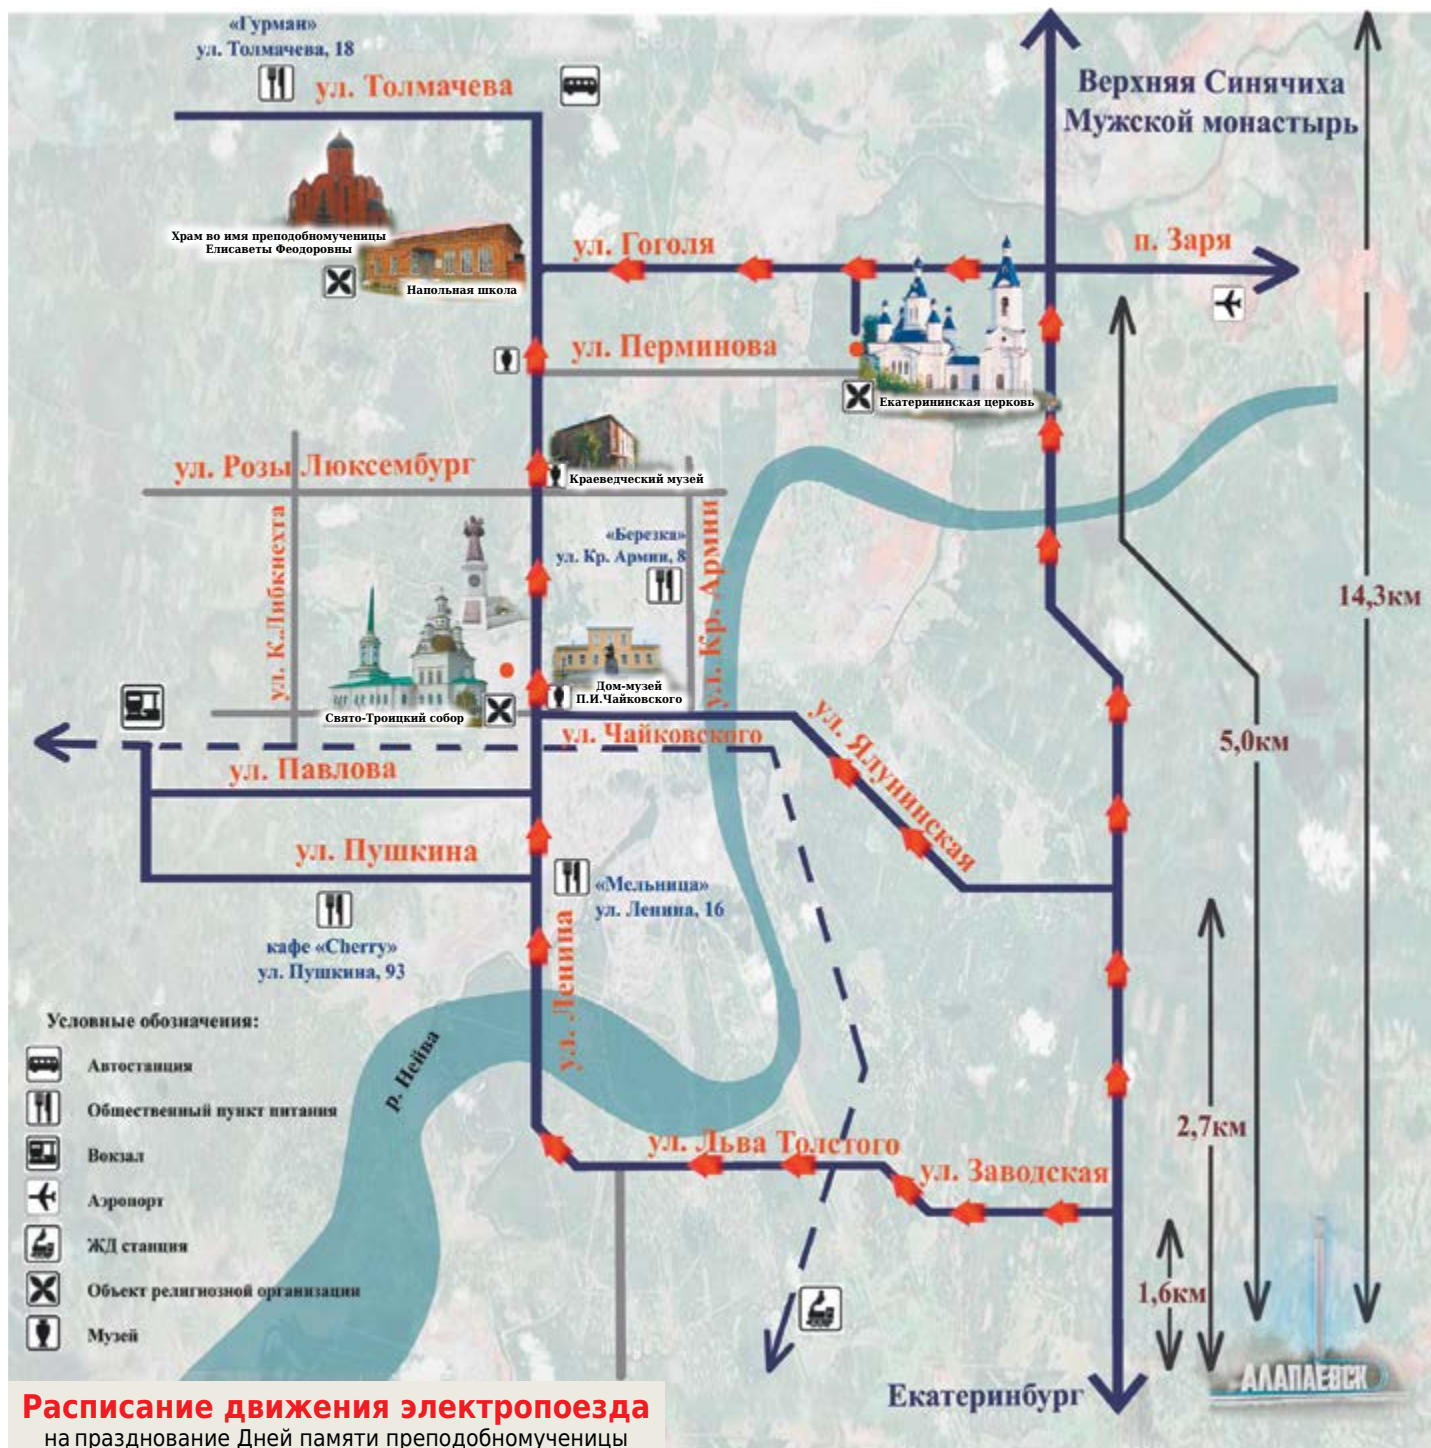 «Гурман»
ул. Толмачева, 18
ул. Толмачева
Верхняя Синячиха
Мужской монастырь
Храм во имя преподобномученицы
Елисаветы Феодоровны
Напольная школа
ул. Гоголя
п. Заря
ул. Перминова
Екатерининская церковь
ул. Розы Люксембург
Краеведческий музей
ул. К.Либкнехта
«Березка»
ул. Кр. Армии, 8
ул. Кр. Армии
14,3км
Дом-музей
П.И.Чайковского
Свято-Троицкий собор
ул. Чайковского
ул. Ялунинская
5,0км
ул. Павлова
ул. Пушкина
«Мельница»
ул. Ленина, 16
ул. Ленина
кафе «Cherry»
ул. Пушкина, 93
Условные обозначения:
Автостанция
Общественный пункт питания
Вокзал
Аэропорт
ЖД станция
Объект религиозной организации
Музей
р. Нейва
2,7км
ул. Льва Толстого
ул. Заводская
1,6км
Екатеринбург
АЛАПАЕВСК
Расписание движения электропоезда
на празднование Дней памяти преподобномученицы